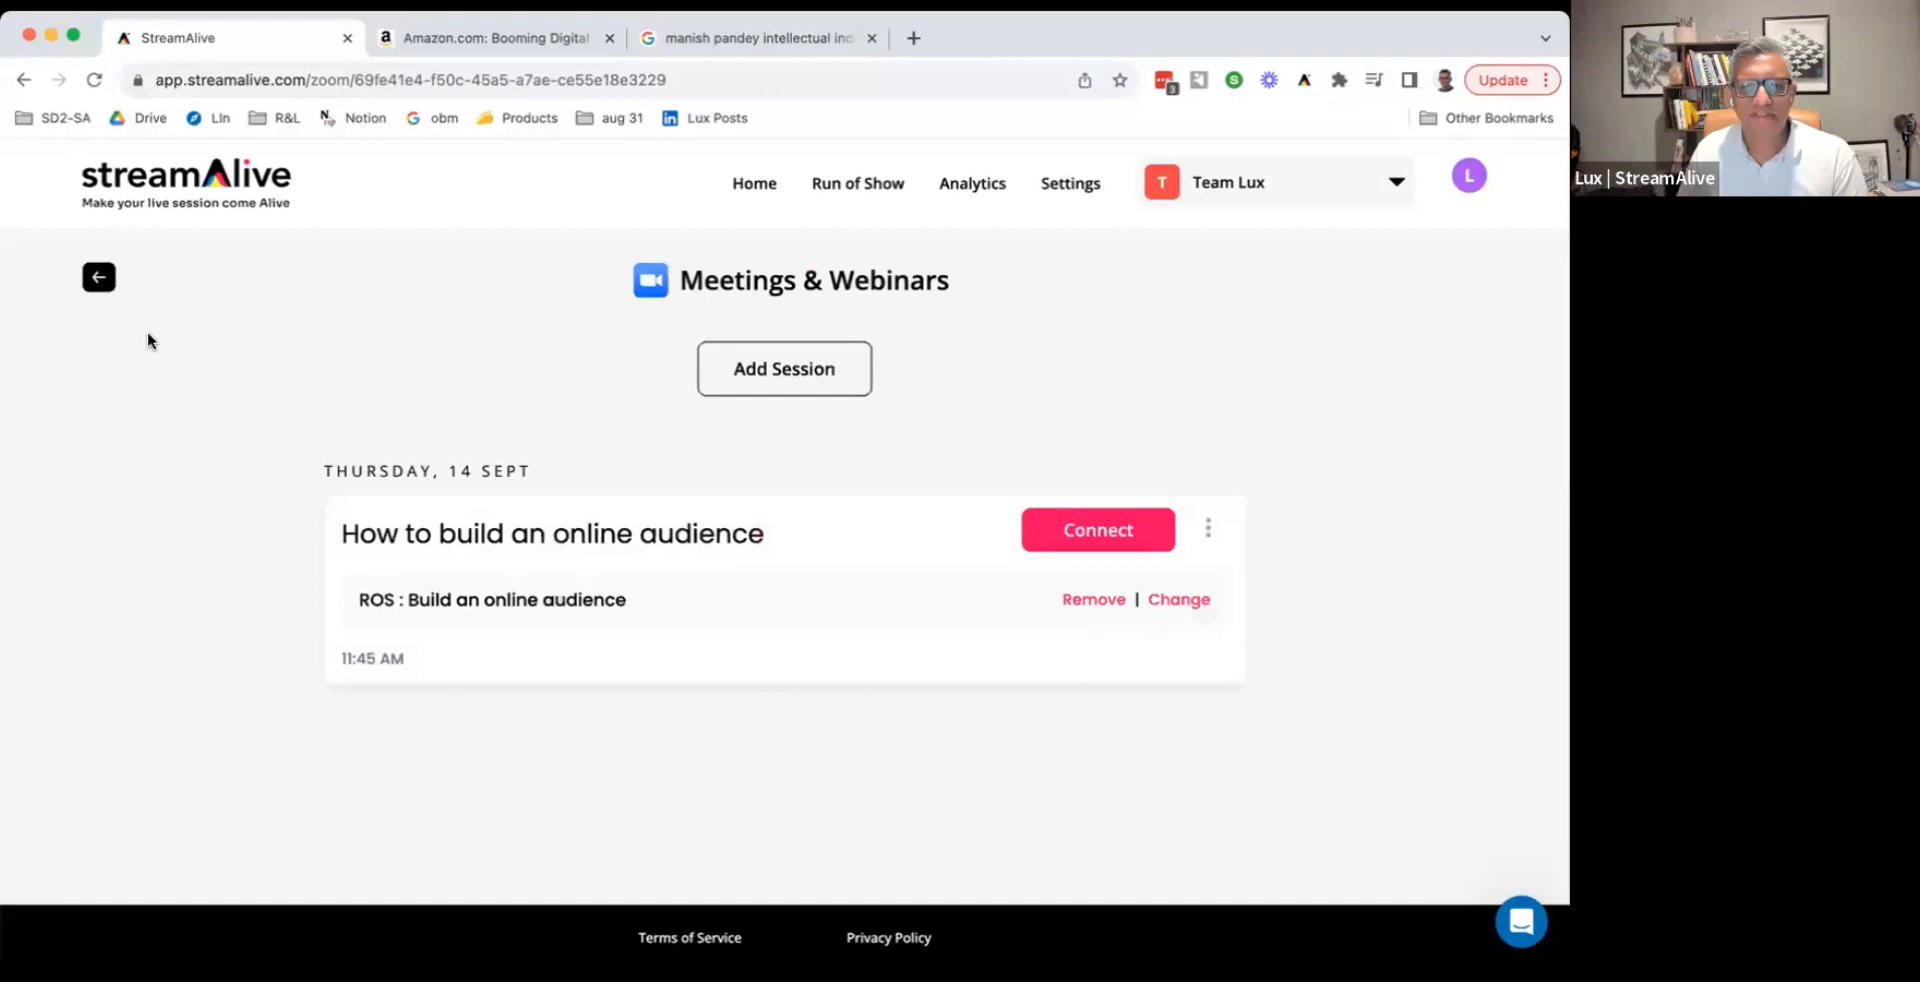 StreamAlive
Amazon.com: Booming Digital
manish pandey intellectual ind
app.streamalive.com/zoom/69fe41e4-f50c-45a5-a7ae-ce55e18e3229
3
S
Update
SD2-SA
Drive
LIn
R&L
Notion
obm
Products
aug 31
Lux Posts
Other Bookmarks
streamAlive
Make your live session come Alive
Home
Run of Show
Analytics
Settings
T
Team Lux
L
Lux | StreamAlive
Meetings & Webinars
Add Session
THURSDAY, 14 SEPT
How to build an online audience
Connect
ROS : Build an online audience
Remove | Change
11:45 AM
Terms of Service
Privacy Policy